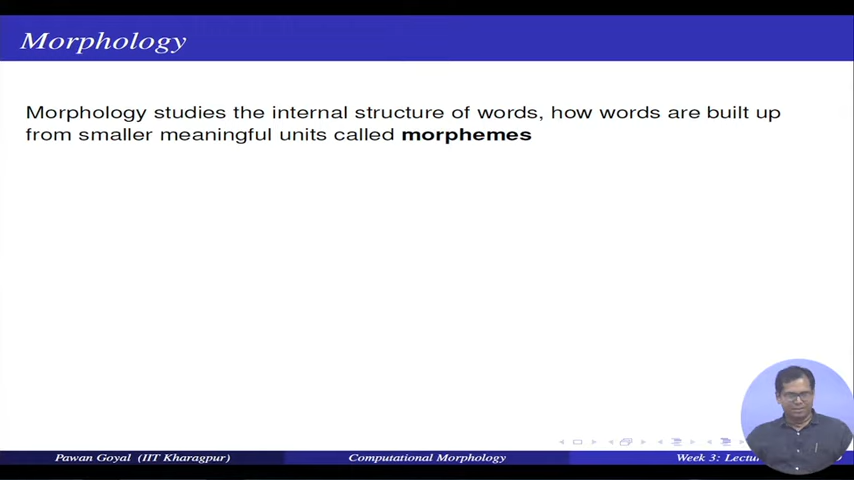 Morphology
Morphology studies the internal structure of words, how words are built up
from smaller meaningful units called morphemes
Pawan Goyal (IIT Kharagpur)
Computational Morphology
Week 3: